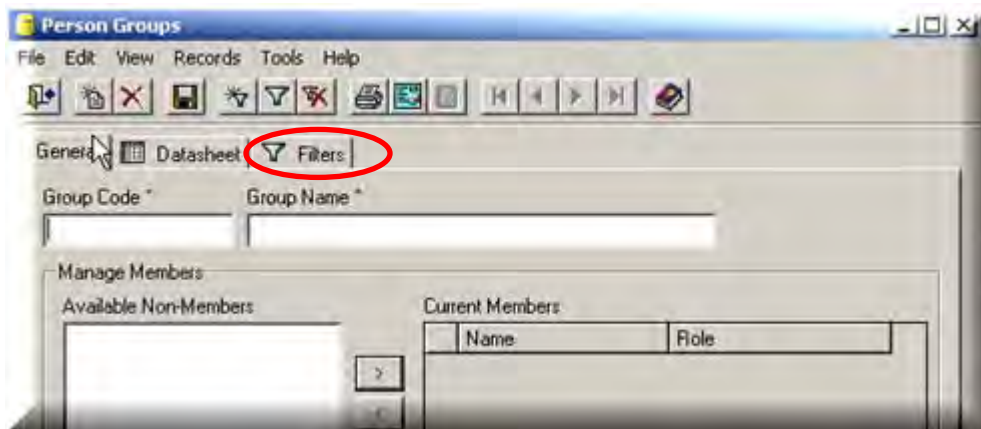 Person Groups
File Edit View Records Tools Help
General Datasheet Filters
Group Code * Group Name *
Manage Members
Available Non-Members Current Members
Name Role
>
<